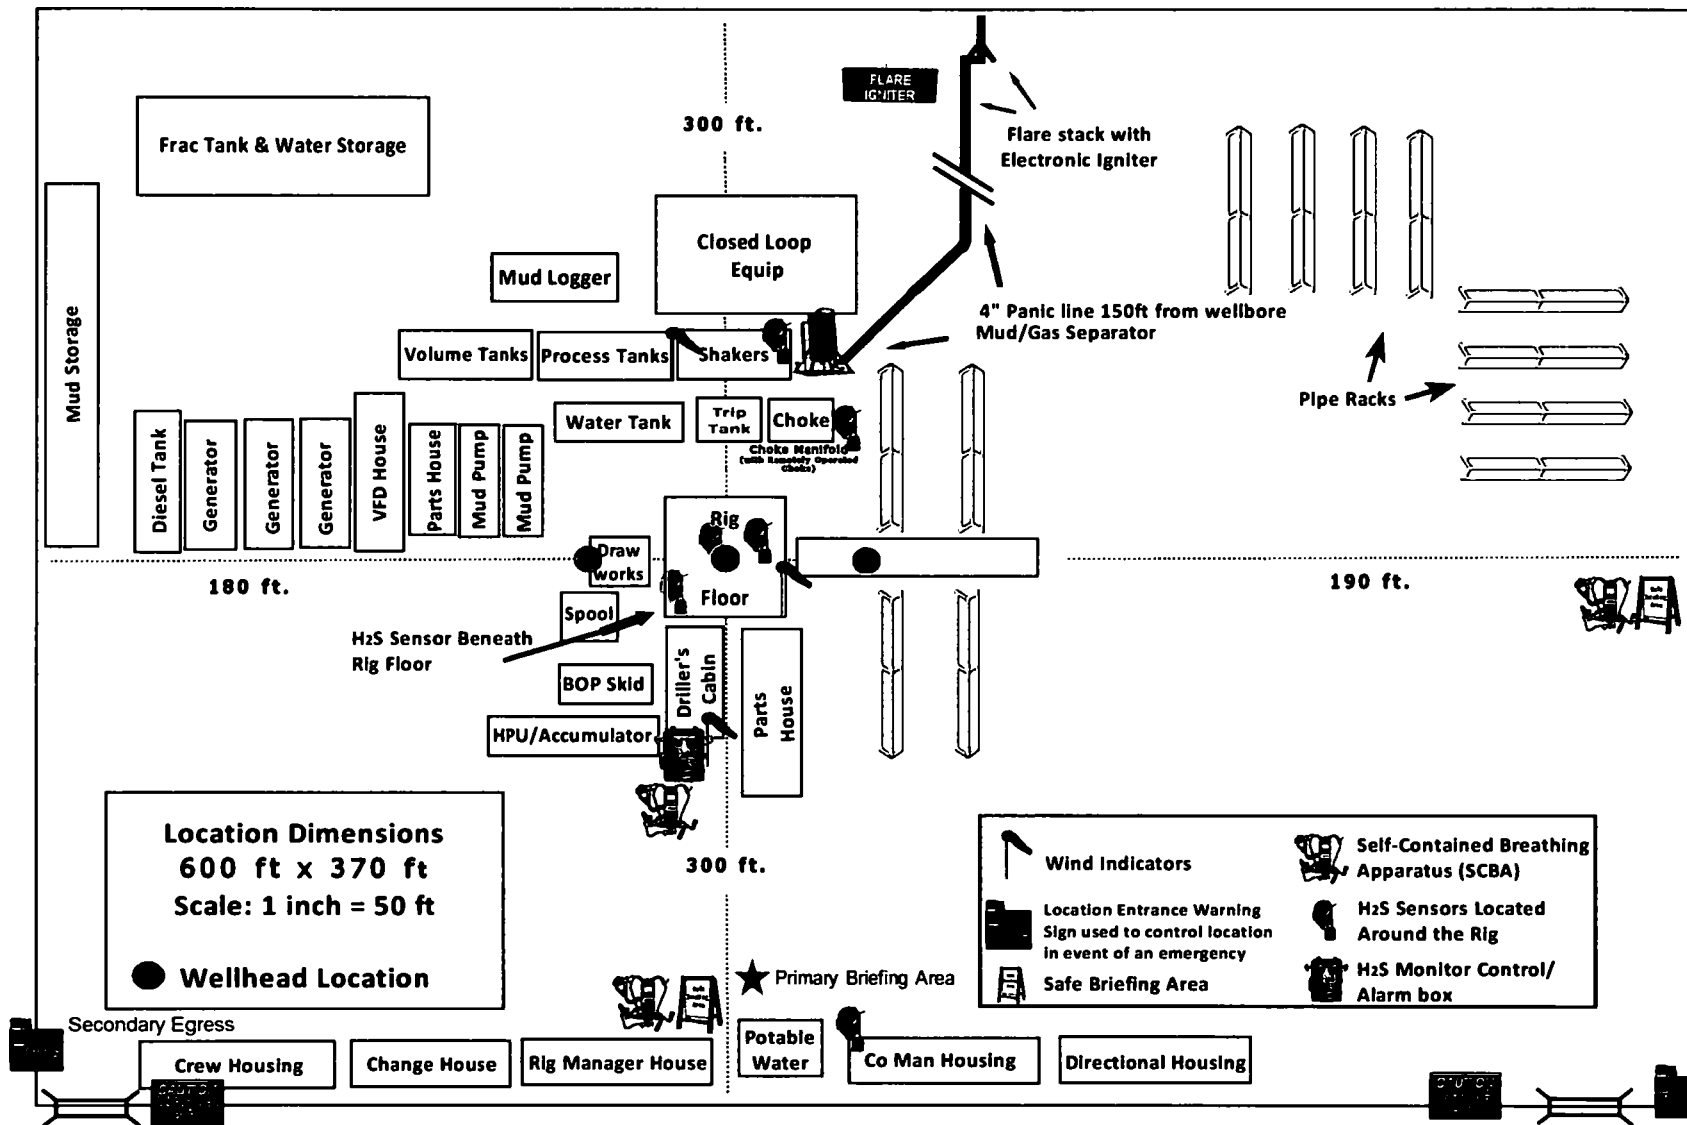 FLARE
IGNITER
300 ft.
Flare stack with
Electronic Igniter
Frac Tank & Water Storage
Closed Loop
Equip
Mud Logger
Mud Storage
4" Panic line 150ft from wellbore
Mud/Gas Separator
Volume Tanks
Process Tanks
Shakers
Pipe Racks
Water Tank
Trip
Tank
Choke
Choke Manifold
(with Remotely Operated
Choke)
Diesel Tank
Generator
Generator
Generator
VFD House
Parts House
Mud Pump
Mud Pump
Rig
Floor
Draw
works
180 ft.
190 ft.
Spool
H2S Sensor Beneath
Rig Floor
BOP Skid
Driller's
Cabin
Parts
House
HPU/Accumulator
Location Dimensions
600 ft x 370 ft
Scale: 1 inch = 50 ft
Wellhead Location
300 ft.
Wind Indicators
Location Entrance Warning
Sign used to control location
in event of an emergency
Safe Briefing Area
Self-Contained Breathing
Apparatus (SCBA)
H2S Sensors Located
Around the Rig
H2S Monitor Control/
Alarm box
Primary Briefing Area
Secondary Egress
Crew Housing
Change House
Rig Manager House
Potable
Water
Co Man Housing
Directional Housing